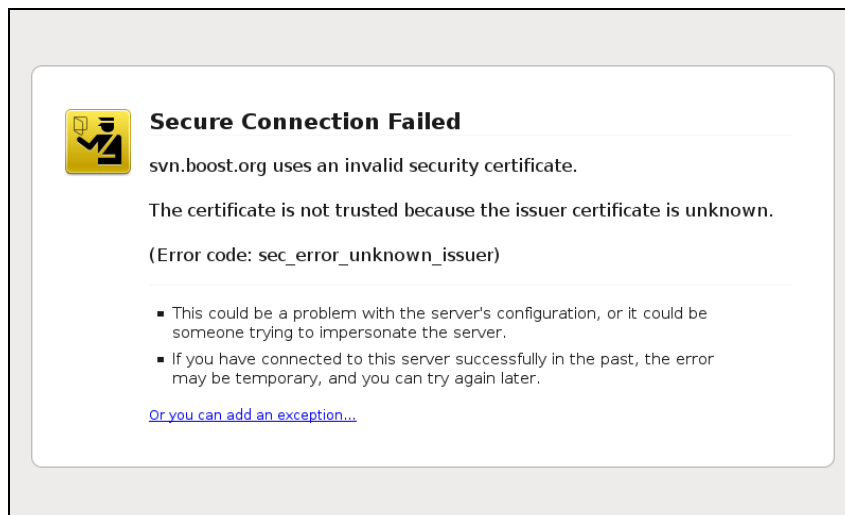 Secure Connection Failed
svn.boost.org uses an invalid security certificate.
The certificate is not trusted because the issuer certificate is unknown.
(Error code: sec_error_unknown_issuer)
This could be a problem with the server's configuration, or it could be
someone trying to impersonate the server.
If you have connected to this server successfully in the past, the error
may be temporary, and you can try again later.
Or you can add an exception...